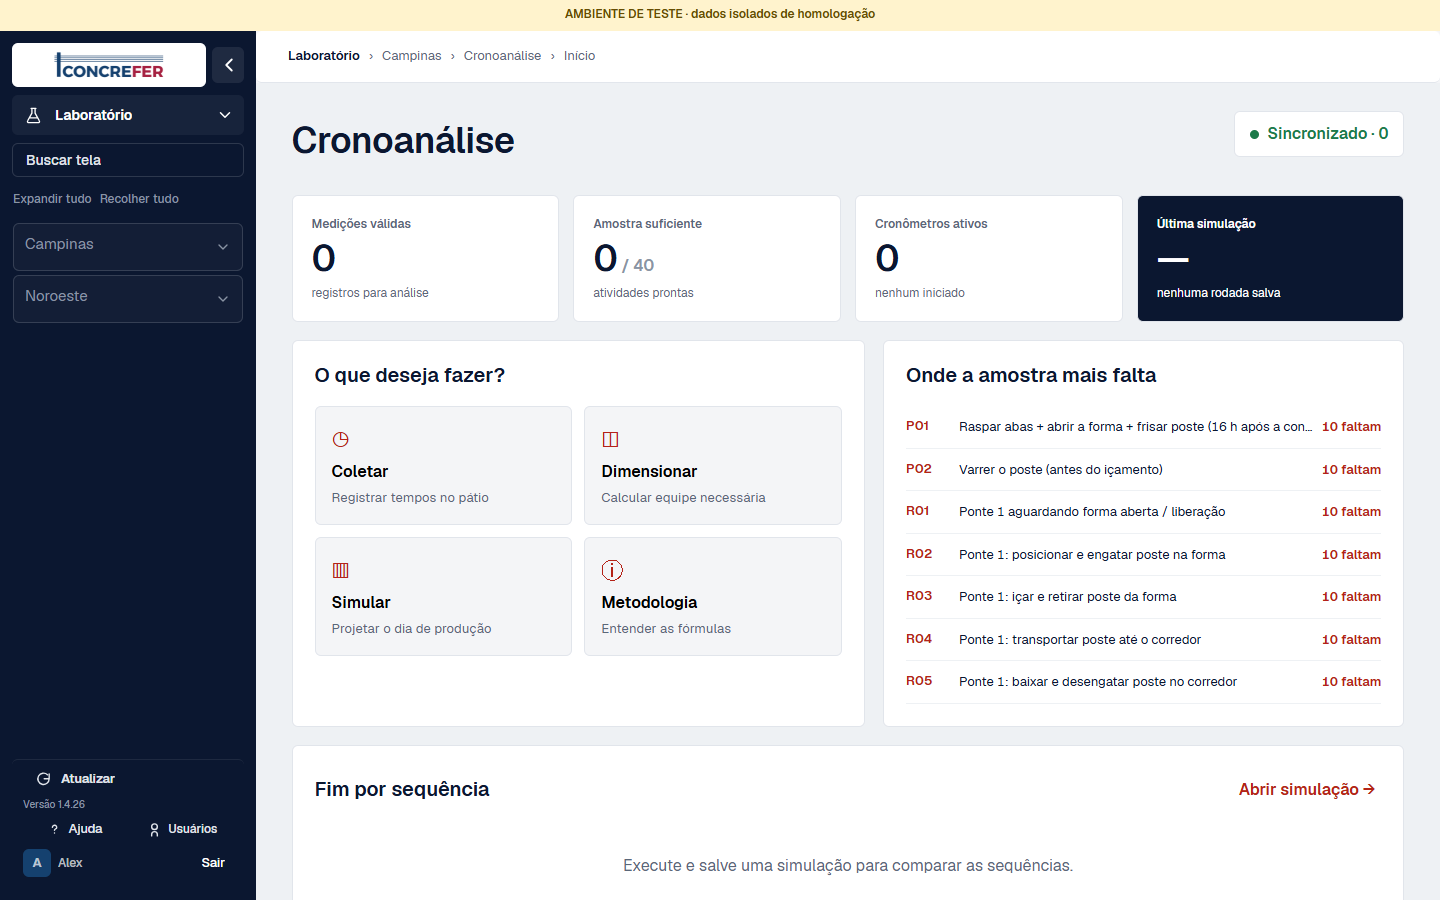 AMBIENTE DE TESTE · dados isolados de homologação
CONCREFER
Laboratório
Buscar tela
Expandir tudo Recolher tudo
Campinas
Noroeste
Atualizar
Versão 1.4.26
? Ajuda
Usuários
A Alex
Sair
Laboratório › Campinas › Cronoanálise › Início
Cronoanálise
Sincronizado · 0
Medições válidas
0
registros para análise
Amostra suficiente
0 / 40
atividades prontas
Cronômetros ativos
0
nenhum iniciado
Última simulação
—
nenhuma rodada salva
O que deseja fazer?
Coletar
Registrar tempos no pátio
Dimensionar
Calcular equipe necessária
Simular
Projetar o dia de produção
Metodologia
Entender as fórmulas
Onde a amostra mais falta
P01 Raspar abas + abrir a forma + frisar poste (16 h após a con... 10 faltam
P02 Varrer o poste (antes do içamento) 10 faltam
R01 Ponte 1 aguardando forma aberta / liberação 10 faltam
R02 Ponte 1: posicionar e engatar poste na forma 10 faltam
R03 Ponte 1: içar e retirar poste da forma 10 faltam
R04 Ponte 1: transportar poste até o corredor 10 faltam
R05 Ponte 1: baixar e desengatar poste no corredor 10 faltam
Fim por sequência
Abrir simulação →
Execute e salve uma simulação para comparar as sequências.